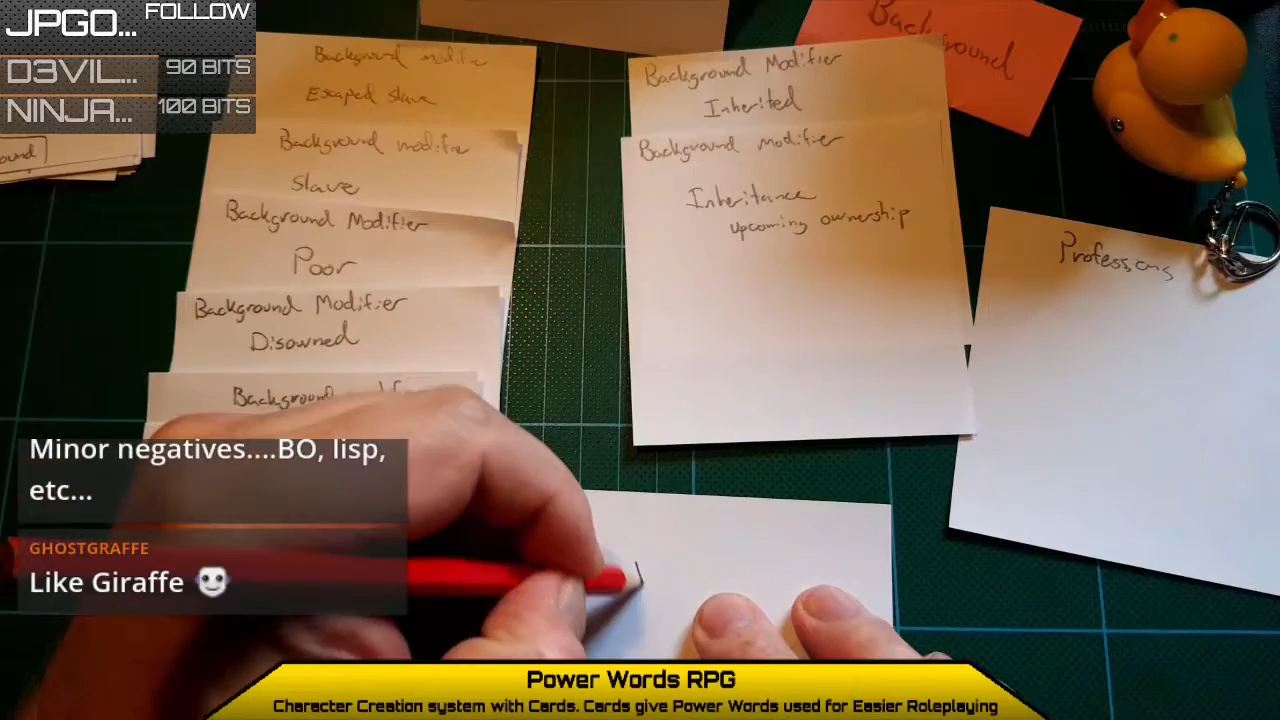 JPGO... FOLLOW
D3VIL... 90 BITS
NINJA... 100 BITS
ound
Background modifier
Escaped slave
Background modifie
Slave
Background Modifier
Poor
Background Modifier
Disowned
Background
Background Modifier
Inherited
Background modifier
Inheritance
upcoming ownership
Background
Professions
Minor negatives....BO, lisp,
etc...
GHOSTGRAFFE
Like Giraffe
Power Words RPG
Character Creation system with Cards. Cards give Power Words used for Easier Roleplaying